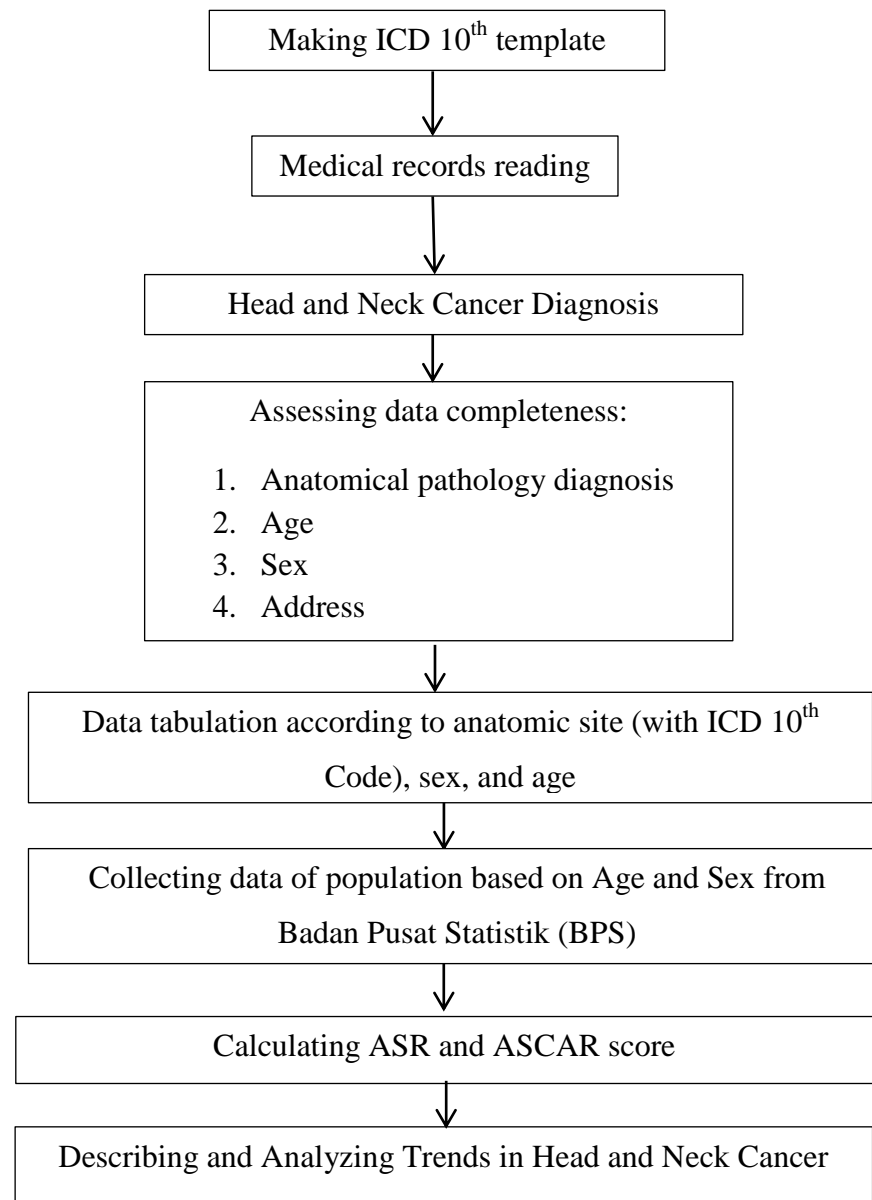 Making ICD 10th template
Medical records reading
Head and Neck Cancer Diagnosis
Assessing data completeness:
1. Anatomical pathology diagnosis
2. Age
3. Sex
4. Address
Data tabulation according to anatomic site (with ICD 10th
Code), sex, and age
Collecting data of population based on Age and Sex from
Badan Pusat Statistik (BPS)
Calculating ASR and ASCAR score
Describing and Analyzing Trends in Head and Neck Cancer